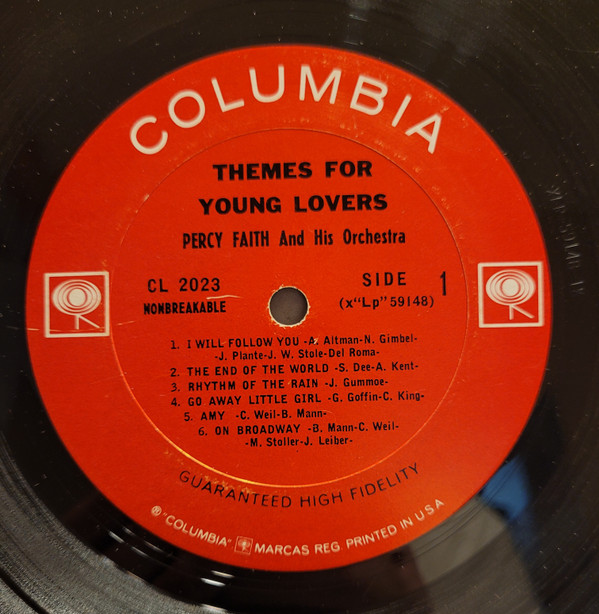 COLUMBIA
THEMES FOR
YOUNG LOVERS
PERCY FAITH And His Orchestra
CL 2023
NONBREAKABLE
SIDE 1
(x"Lp"59148)
1. I WILL FOLLOW YOU -A. Altman-N. Gimbel-
-J. Plante-J. W. Stole-Del Roma-
2. THE END OF THE WORLD -S. Dee-A. Kent-
3. RHYTHM OF THE RAIN -J. Gummoe-
4. GO AWAY LITTLE GIRL -G. Goffin-C. King-
5. AMY -C. Weil-B. Mann-
6. ON BROADWAY -B. Mann-C. Weil-
-M. Stoller-J. Leiber-
GUARANTEED HIGH FIDELITY
® "COLUMBIA" MARCAS REG PRINTED IN U.S.A